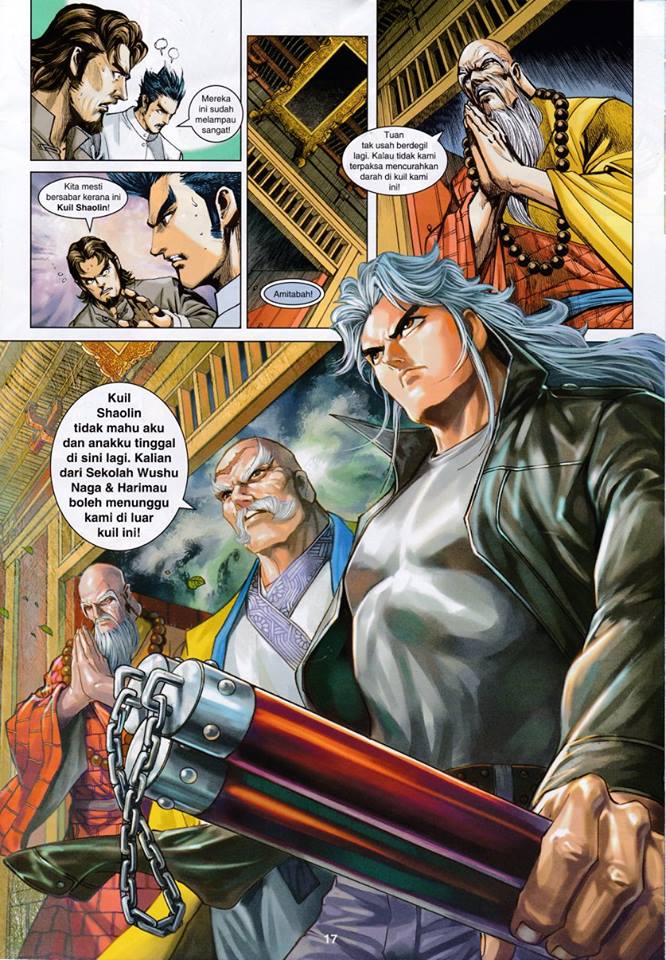 Mereka
ini sudah
melampau
sangat!
Kita mesti
bersabar kerana ini
Kuil Shaolin!
Tuan
tak usah berdegil
lagi. Kalau tidak kami
terpaksa mencurahkan
darah di kuil kami
ini!
Amitabah!
Kuil
Shaolin
tidak mahu aku
dan anakku tinggal
di sini lagi. Kalian
dari Sekolah Wushu
Naga & Harimau
boleh menunggu
kami di luar
kuil ini!
17